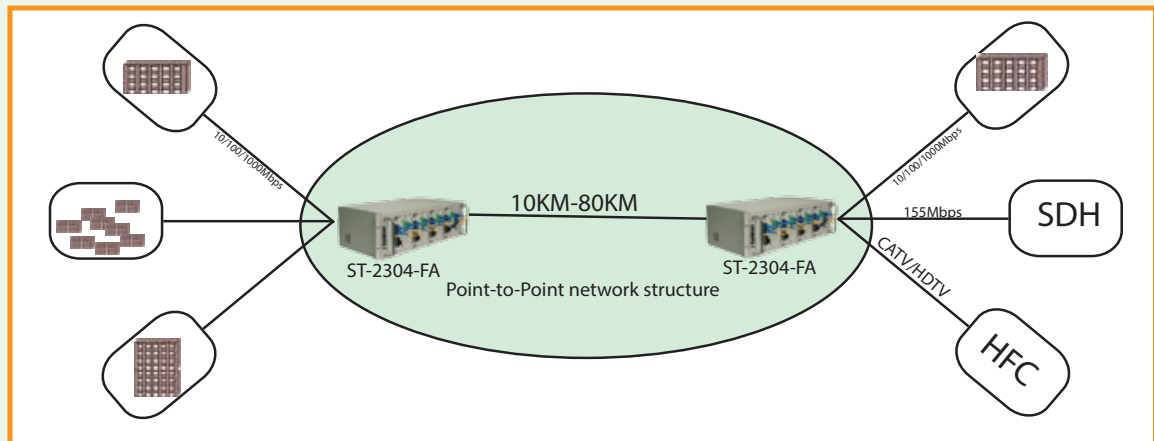 10/100/1000Mbps
10/100/1000Mbps
10KM-80KM
155Mbps
SDH
ST-2304-FA
ST-2304-FA
CATV/HDTV
Point-to-Point network structure
HFC